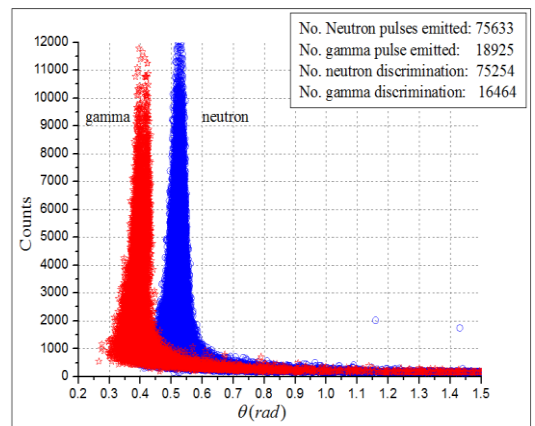 No. Neutron pulses emitted: 75633
No. gamma pulse emitted: 18925
No. neutron discrimination: 75254
No. gamma discrimination: 16464
12000
11000
10000
9000
8000
7000
6000
5000
4000
3000
2000
1000
0
Counts
gamma
neutron
0.2 0.3 0.4 0.5 0.6 0.7 0.8 0.9 1.0 1.1 1.2 1.3 1.4 1.5
θ(rad)